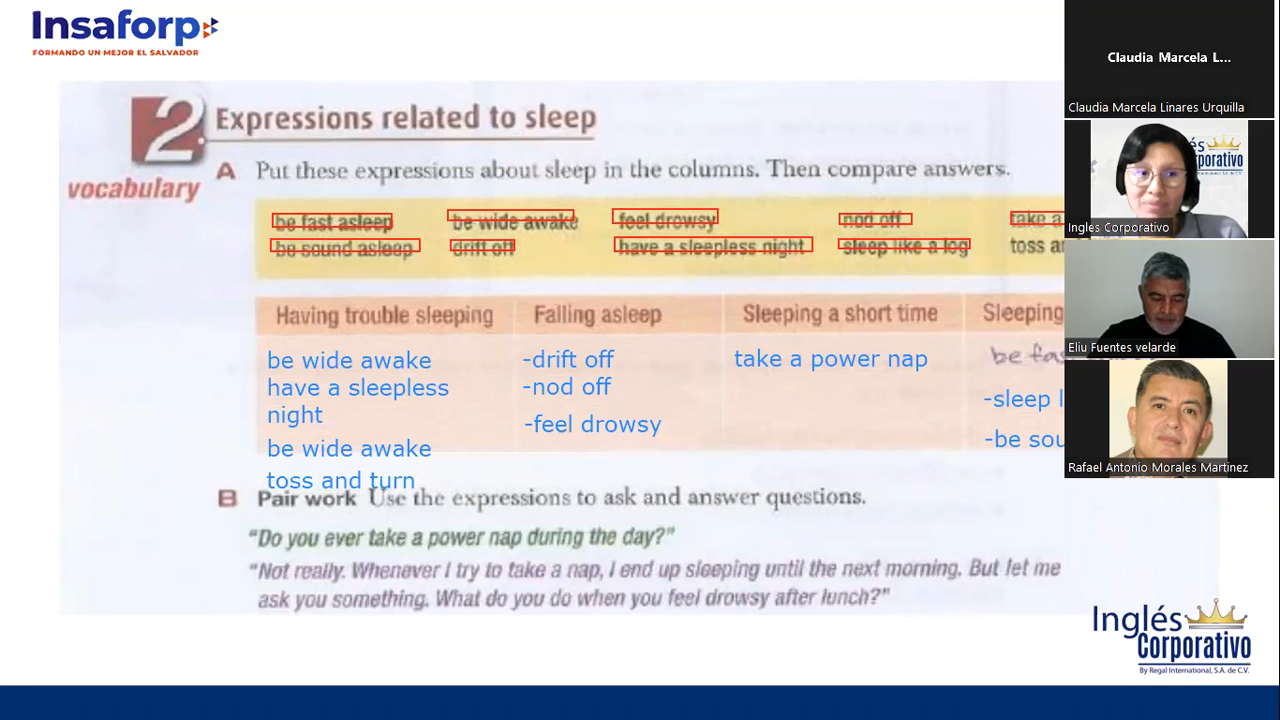 Insaforp
FORMANDO UN MEJOR EL SALVADOR
Claudia Marcela L...
Claudia Marcela Linares Urquilla
2
Expressions related to sleep
vocabulary
A Put these expressions about sleep in the columns. Then compare answers.
Inglés Corporativo
be fast asleep be wide awake feel drowsy nod off take a
Ingles Corporativo
be sound asleep drift off have a sleepless night sleep like a log toss
Having trouble sleeping Falling asleep Sleeping a short time Sleeping
be wide awake -drift off take a power nap be
Eliu Fuentes velarde
have a sleepless -nod off
night
-sleep
-feel drowsy
be wide awake -be
Rafael Antonio Morales Martinez
toss and turn
B Pair work Use the expressions to ask and answer questions.
"Do you ever take a power nap during the day?"
"Not really. Whenever I try to take a nap, I end up sleeping until the next morning. But let me
ask you something. What do you do when you feel drowsy after lunch?"
Inglés
Corporativo
By Regal International, S.A. de C.V.